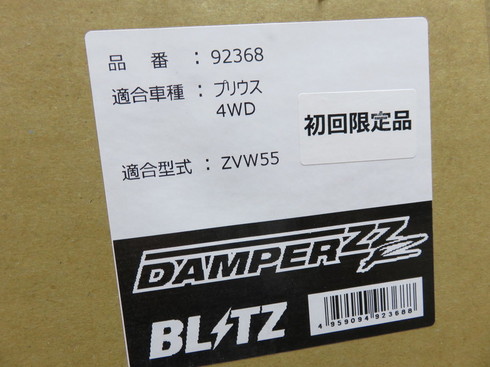 品 番 : 92368
適合車種 : プリウス
4WD
初回限定品
適合型式 : ZVW55
DAMPER ZZR
BLITZ
4 959094 923688